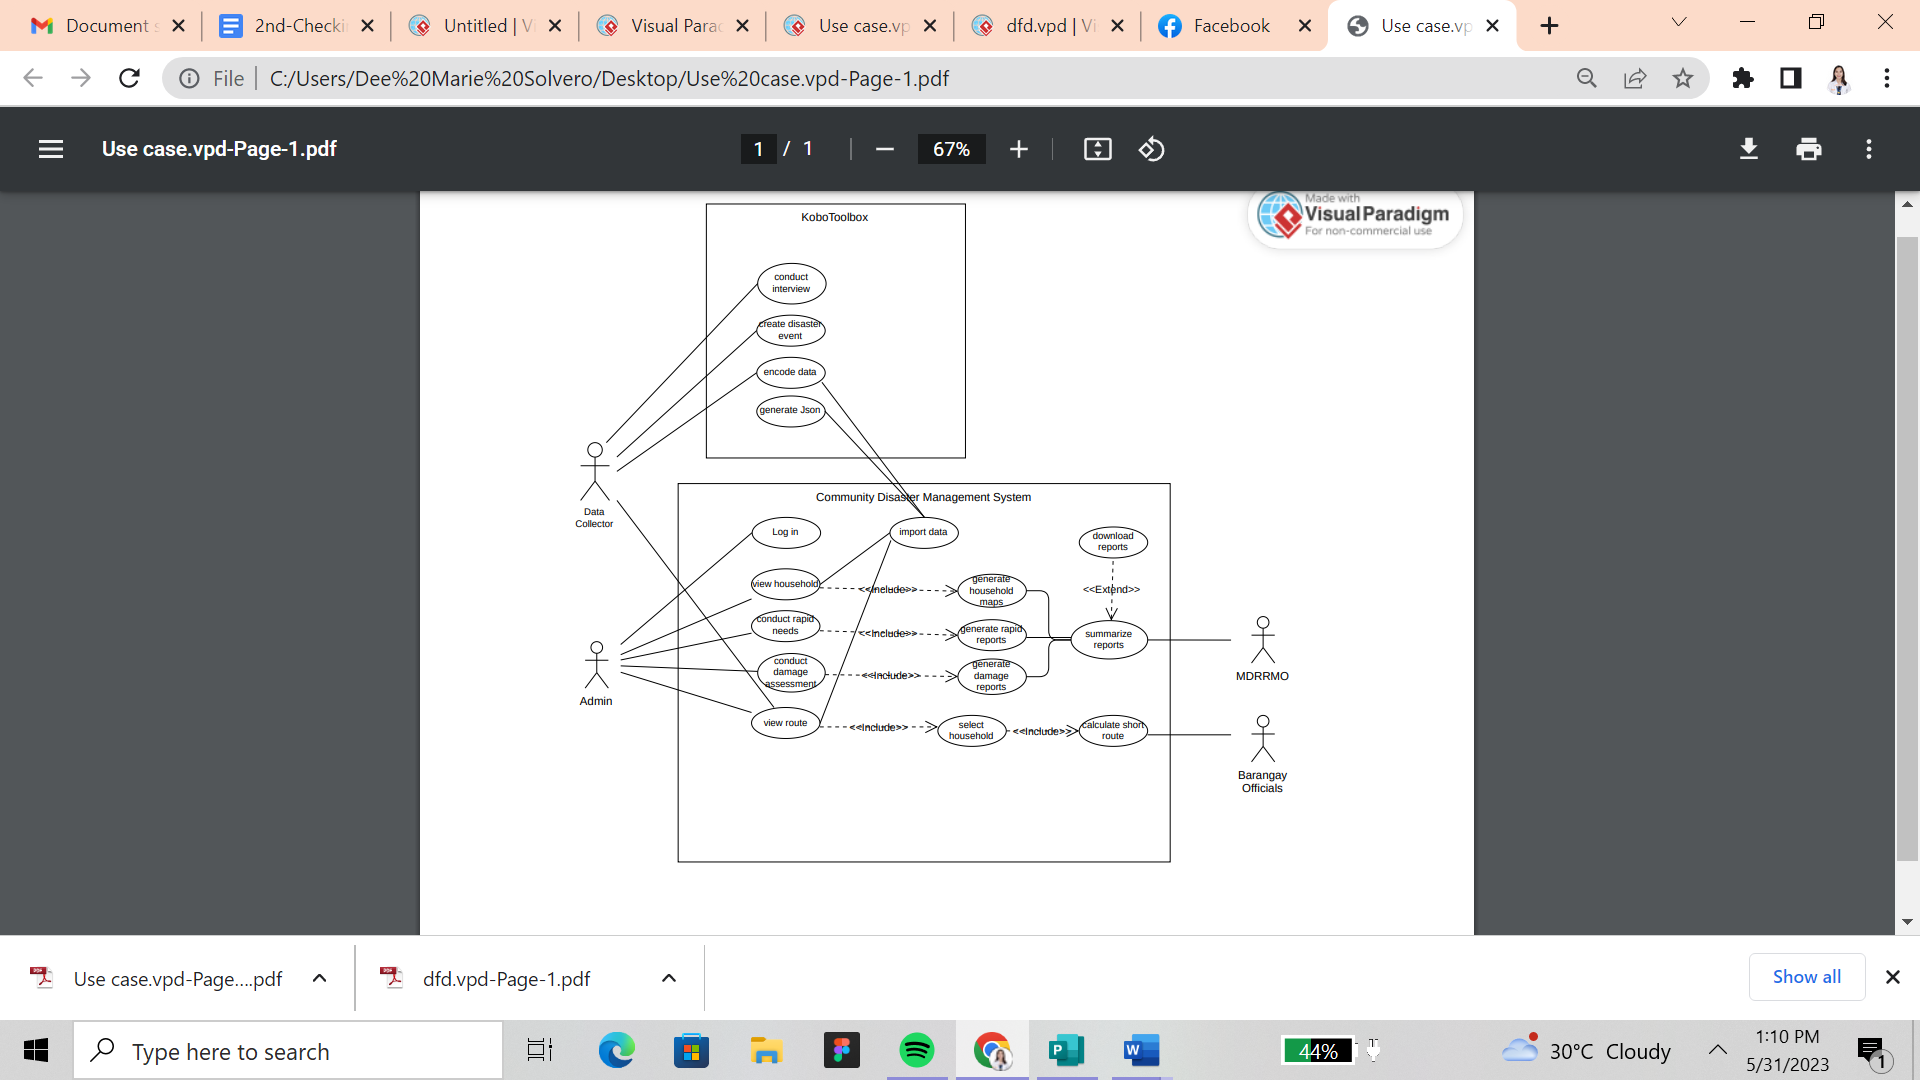 Document s
2nd-Checki
Untitled | Vi
Visual Para
Use case.vp
dfd.vpd | Vi
Facebook
Use case.vp
File
C:/Users/Dee%20Marie%20Solvero/Desktop/Use%20case.vpd-Page-1.pdf
Use case.vpd-Page-1.pdf
1 / 1
67%
Made with
Visual Paradigm
For non-commercial use
KoboToolbox
conduct
interview
create disaster
event
encode data
generate Json
Data
Collector
Community Disaster Management System
Log in
import data
download
reports
view household
<<Include>>
generate
household
maps
<<Extend>>
conduct rapid
needs
<<Include>>
generate rapid
reports
summarize
reports
conduct
damage
assessment
<<Include>>
generate
damage
reports
MDRRMO
Admin
view route
<<Include>>
select
household
<<Include>>
calculate short
route
Barangay
Officials
Use case.vpd-Page....pdf
dfd.vpd-Page-1.pdf
Show all
Type here to search
44%
30°C Cloudy
1:10 PM
5/31/2023
1